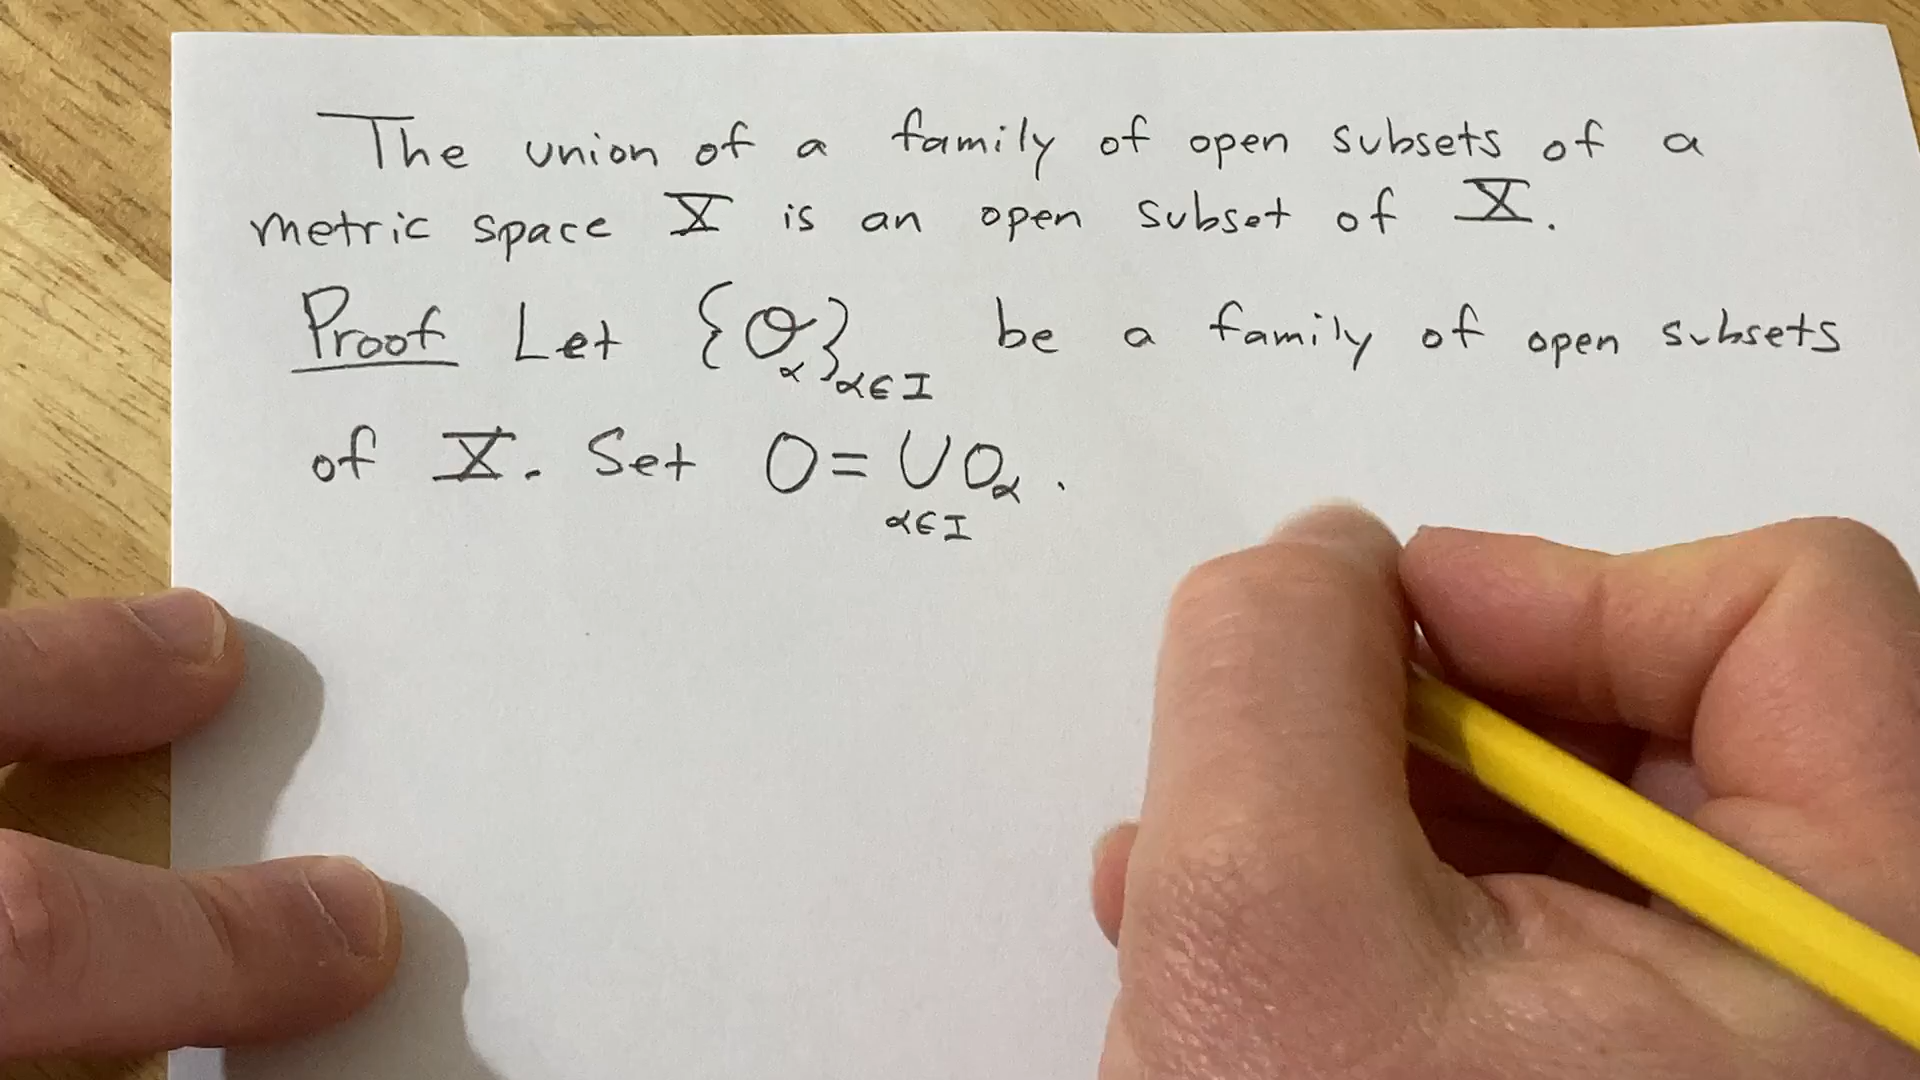 The union of a family of open subsets of a
metric space X is an open subset of X.
Proof Let {O_α}_{α∈I} be a family of open subsets
of X. Set O = ∪ O_α .
α∈I